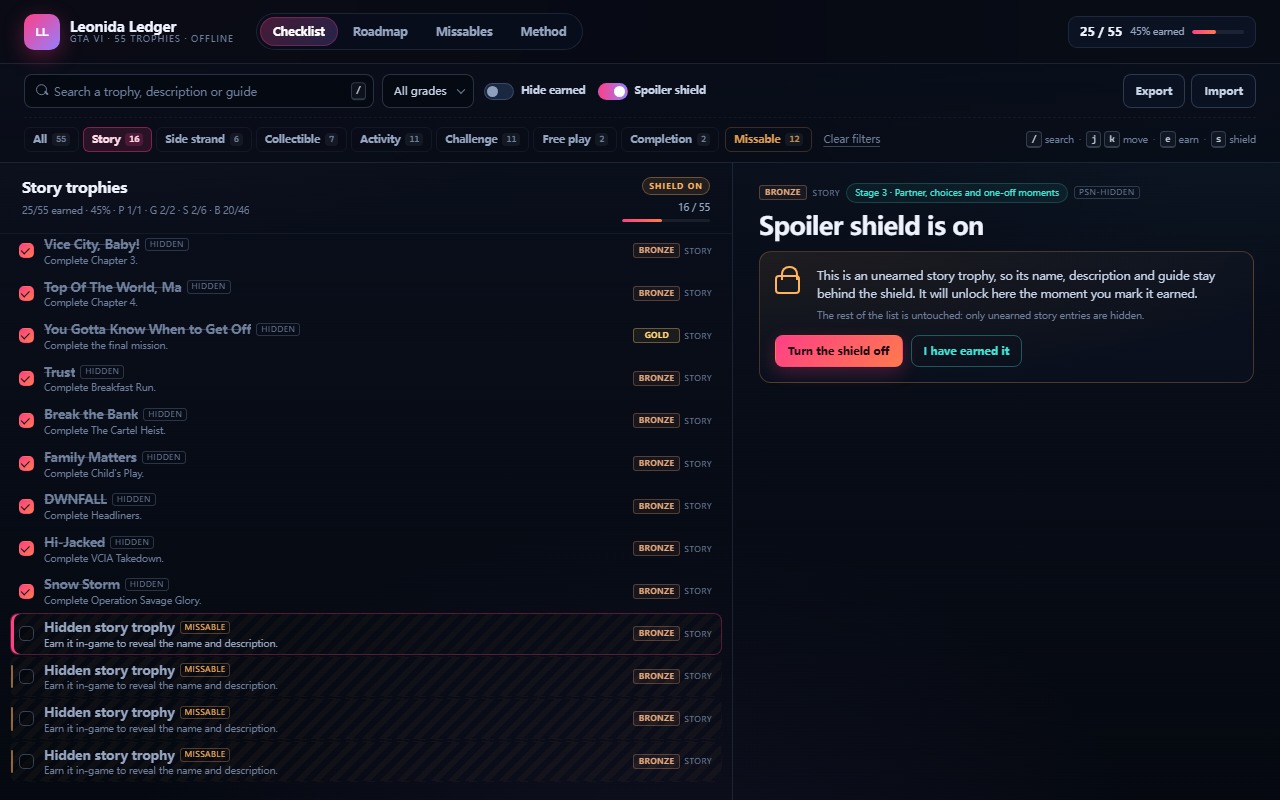 LL
Leonida Ledger
GTA VI · 55 TROPHIES · OFFLINE
Checklist Roadmap Missables Method
25 / 55 45% earned
Search a trophy, description or guide /
All grades
Hide earned
Spoiler shield
Export Import
All 55 Story 16 Side strand 6 Collectible 7 Activity 11 Challenge 11 Free play 2 Completion 2 Missable 12 Clear filters
/ search · j k move · e earn · s shield
Story trophies
SHIELD ON
25/55 earned · 45% · P 1/1 · G 2/2 · S 2/6 · B 20/46
16 / 55
Vice City, Baby! HIDDEN
Complete Chapter 3.
BRONZE STORY
Top Of The World, Ma HIDDEN
Complete Chapter 4.
BRONZE STORY
You Gotta Know When to Get Off HIDDEN
Complete the final mission.
GOLD STORY
Trust HIDDEN
Complete Breakfast Run.
BRONZE STORY
Break the Bank HIDDEN
Complete The Cartel Heist.
BRONZE STORY
Family Matters HIDDEN
Complete Child's Play.
BRONZE STORY
DWNFALL HIDDEN
Complete Headliners.
BRONZE STORY
Hi-Jacked HIDDEN
Complete VCIA Takedown.
BRONZE STORY
Snow Storm HIDDEN
Complete Operation Savage Glory.
BRONZE STORY
Hidden story trophy MISSABLE
Earn it in-game to reveal the name and description.
BRONZE STORY
Hidden story trophy MISSABLE
Earn it in-game to reveal the name and description.
BRONZE STORY
Hidden story trophy MISSABLE
Earn it in-game to reveal the name and description.
BRONZE STORY
Hidden story trophy MISSABLE
Earn it in-game to reveal the name and description.
BRONZE STORY
BRONZE STORY Stage 3 · Partner, choices and one-off moments PSN-HIDDEN
Spoiler shield is on
This is an unearned story trophy, so its name, description and guide stay
behind the shield. It will unlock here the moment you mark it earned.
The rest of the list is untouched: only unearned story entries are hidden.
Turn the shield off I have earned it